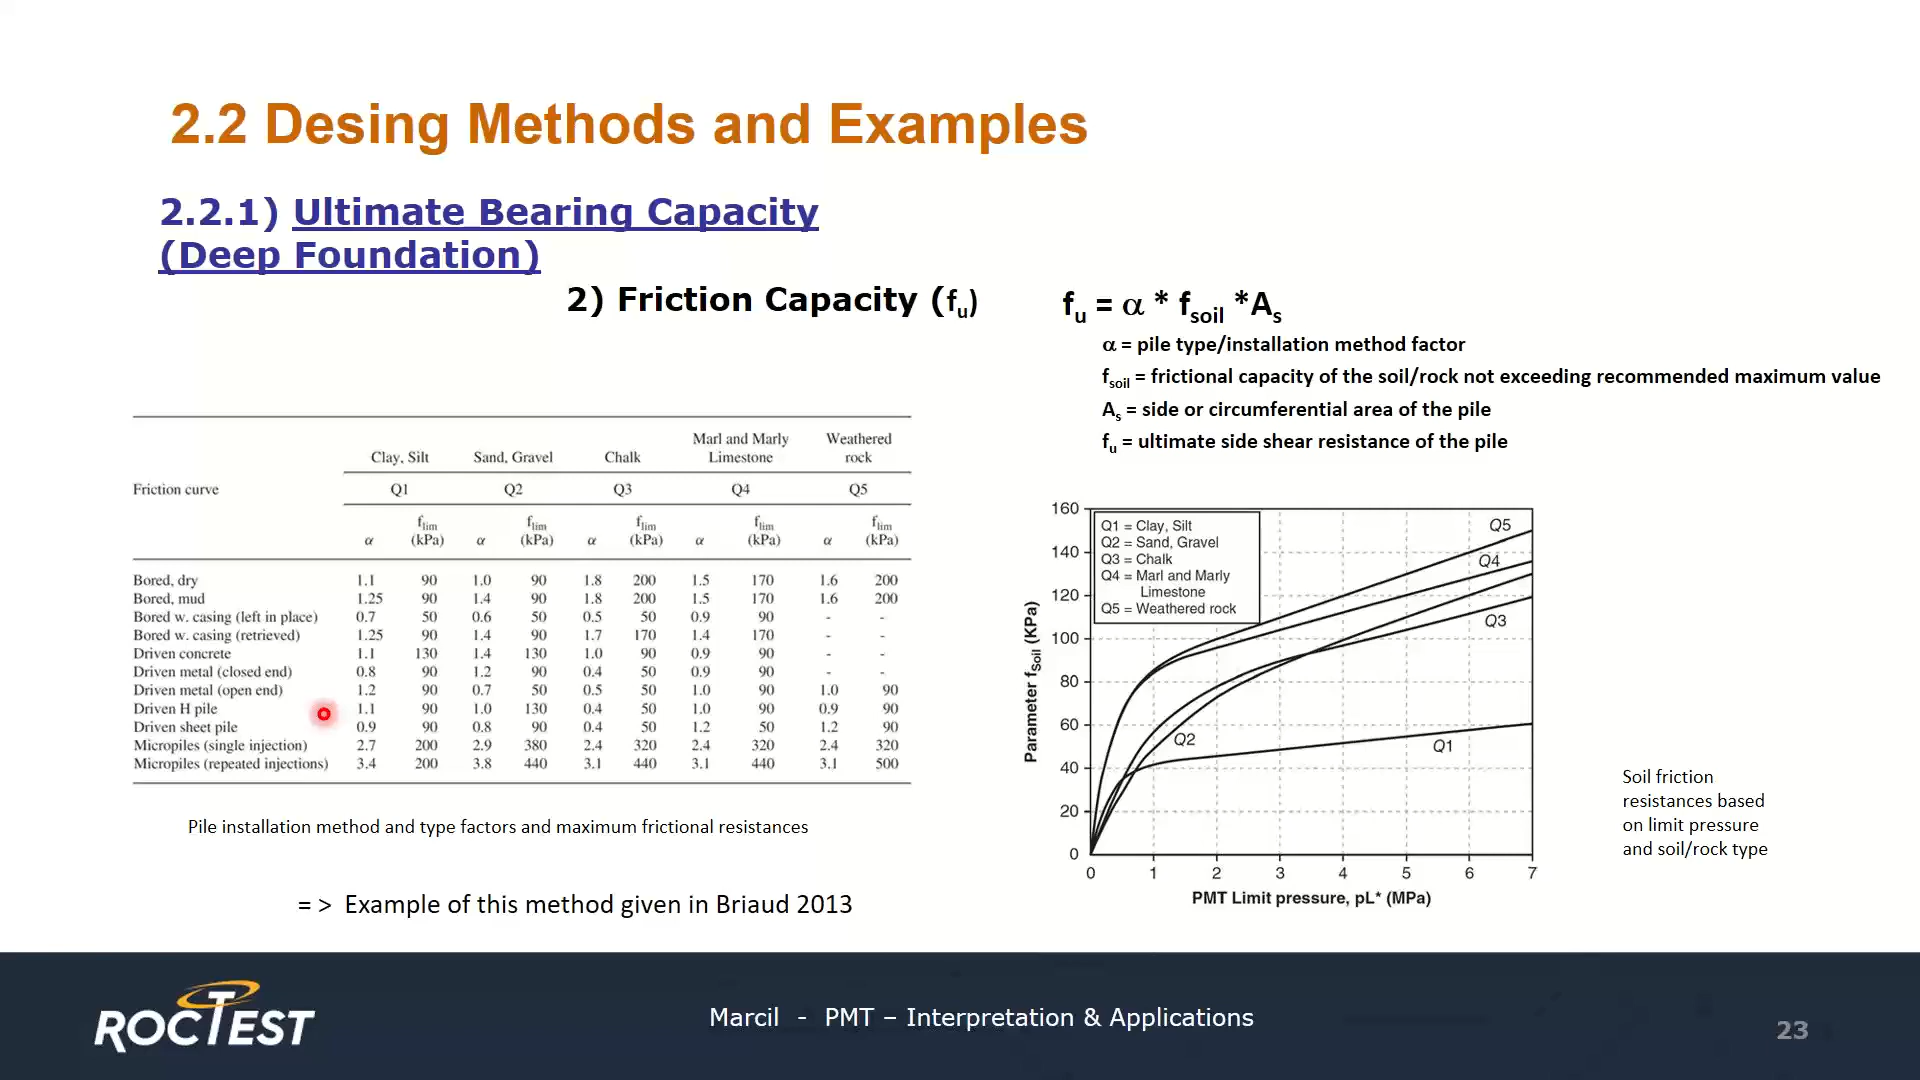 2.2 Desing Methods and Examples
2.2.1) Ultimate Bearing Capacity
(Deep Foundation)
2) Friction Capacity (fu)
fu = α * fsoil *As
α = pile type/installation method factor
fsoil = frictional capacity of the soil/rock not exceeding recommended maximum value
As = side or circumferential area of the pile
fu = ultimate side shear resistance of the pile
Marl and Marly Weathered
Clay, Silt Sand, Gravel Chalk Limestone rock
Friction curve Q1 Q2 Q3 Q4 Q5
flim flim flim flim flim
α (kPa) α (kPa) α (kPa) α (kPa) α (kPa)
Bored, dry 1.1 90 1.0 90 1.8 200 1.5 170 1.6 200
Bored, mud 1.25 90 1.4 90 1.8 200 1.5 170 1.6 200
Bored w. casing (left in place) 0.7 50 0.6 50 0.5 50 0.9 90 - -
Bored w. casing (retrieved) 1.25 90 1.4 90 1.7 170 1.4 170 - -
Driven concrete 1.1 130 1.4 130 1.0 90 0.9 90 - -
Driven metal (closed end) 0.8 90 1.2 90 0.4 50 0.9 90 - -
Driven metal (open end) 1.2 90 0.7 50 0.5 50 1.0 90 1.0 90
Driven H pile 1.1 90 1.0 130 0.4 50 1.0 90 0.9 90
Driven sheet pile 0.9 90 0.8 90 0.4 50 1.2 50 1.2 90
Micropiles (single injection) 2.7 200 2.9 380 2.4 320 2.4 320 2.4 320
Micropiles (repeated injections) 3.4 200 3.8 440 3.1 440 3.1 440 3.1 500
Pile installation method and type factors and maximum frictional resistances
= > Example of this method given in Briaud 2013
Parameter fSoil (KPa)
160
140
120
100
80
60
40
20
0
Q1 = Clay, Silt
Q2 = Sand, Gravel
Q3 = Chalk
Q4 = Marl and Marly
Limestone
Q5 = Weathered rock
Q5
Q4
Q3
Q2
Q1
0 1 2 3 4 5 6 7
PMT Limit pressure, pL* (MPa)
Soil friction
resistances based
on limit pressure
and soil/rock type
ROCTEST
Marcil - PMT – Interpretation & Applications
23